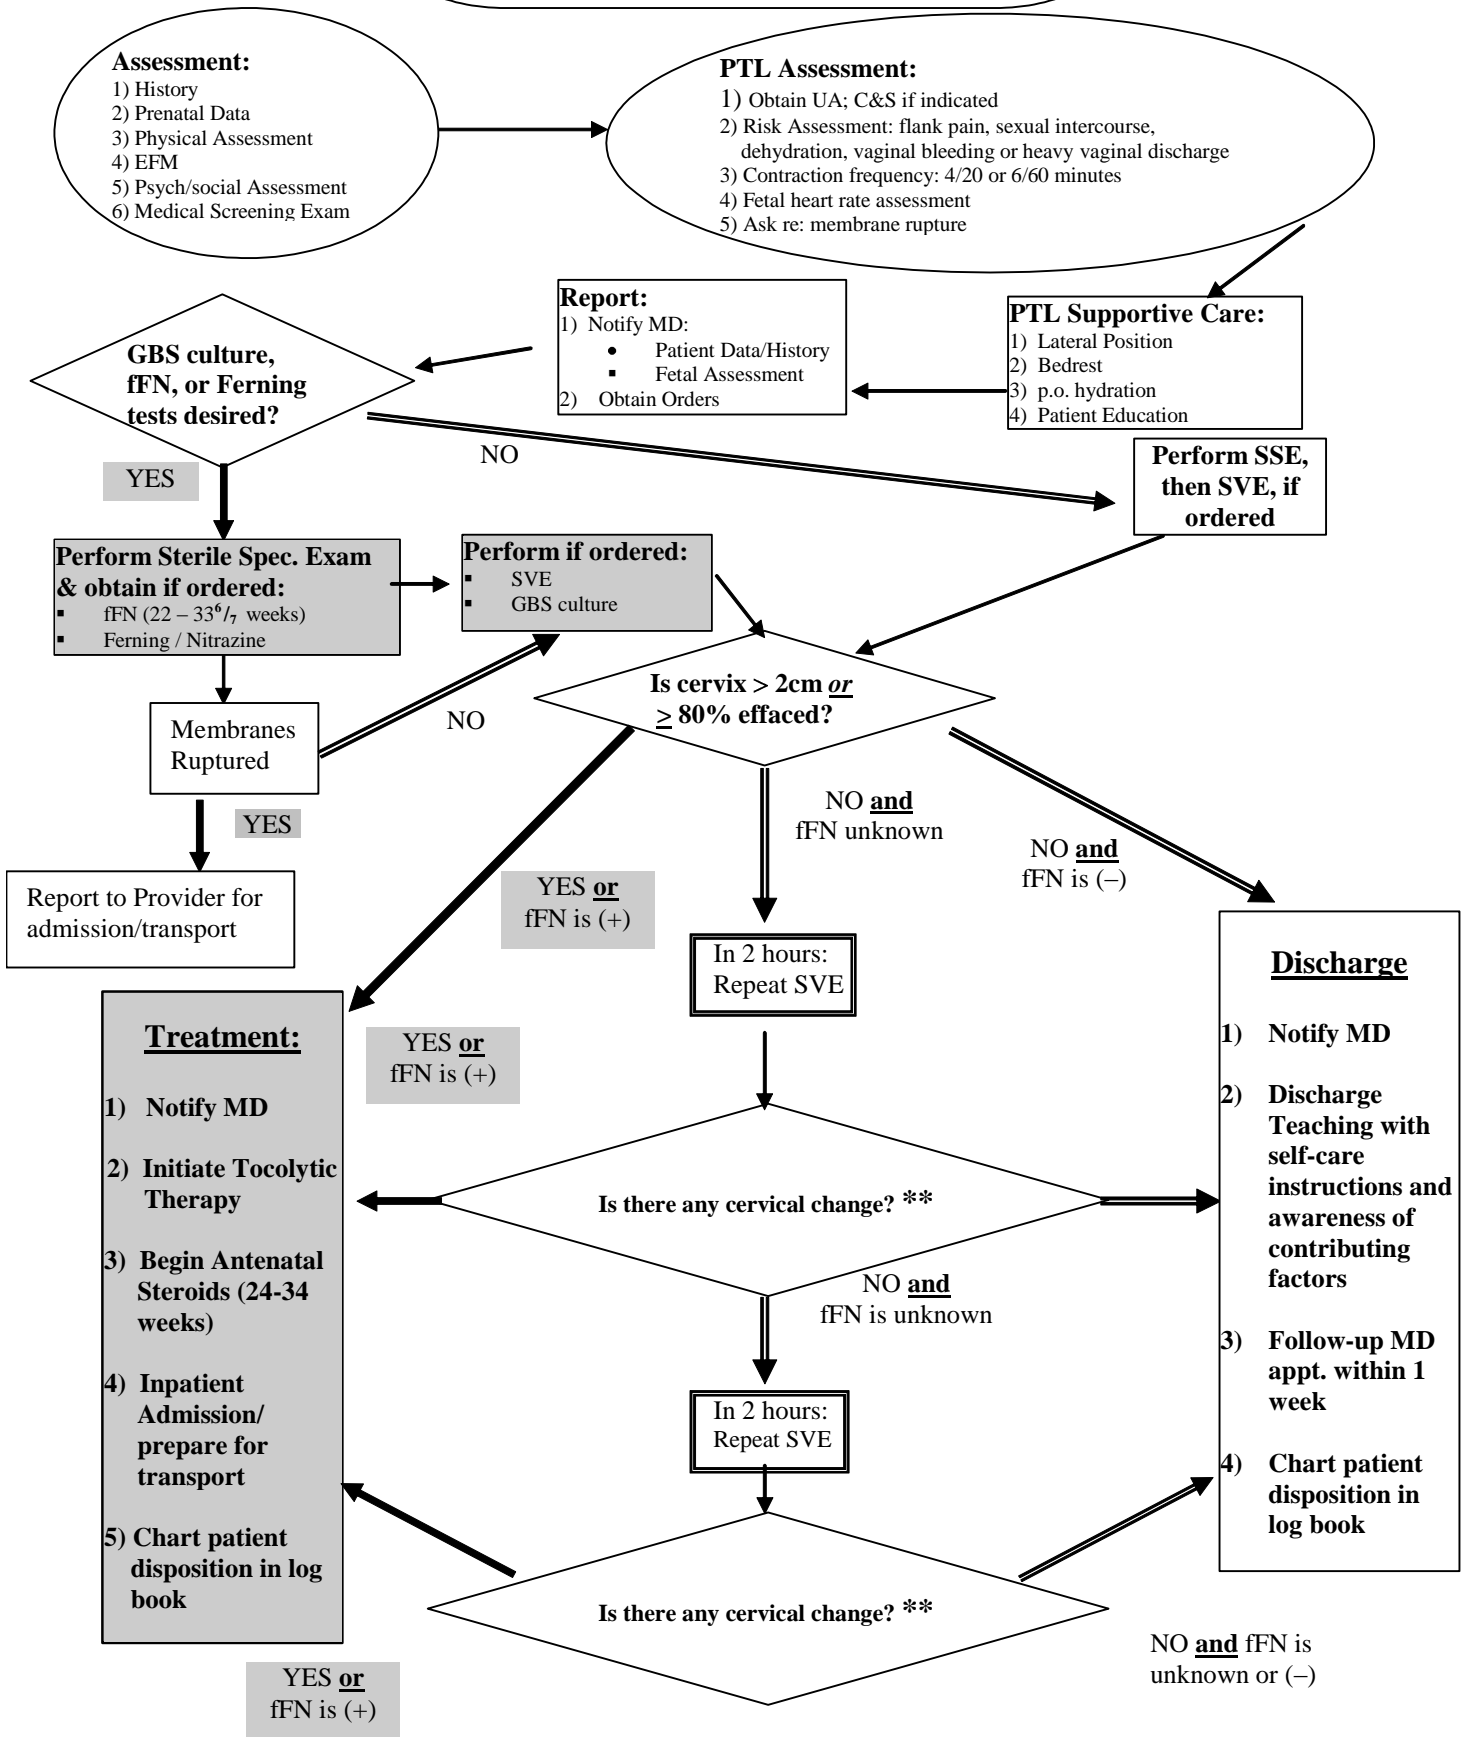 Assessment:
1) History
2) Prenatal Data
3) Physical Assessment
4) EFM
5) Psych/social Assessment
6) Medical Screening Exam
PTL Assessment:
1) Obtain UA; C&S if indicated
2) Risk Assessment: flank pain, sexual intercourse,
dehydration, vaginal bleeding or heavy vaginal discharge
3) Contraction frequency: 4/20 or 6/60 minutes
4) Fetal heart rate assessment
5) Ask re: membrane rupture
PTL Supportive Care:
1) Lateral Position
2) Bedrest
3) p.o. hydration
4) Patient Education
Report:
1) Notify MD:
● Patient Data/History
▪ Fetal Assessment
2) Obtain Orders
GBS culture,
fFN, or Ferning
tests desired?
NO
YES
Perform SSE,
then SVE, if
ordered
Perform Sterile Spec. Exam
& obtain if ordered:
▪ fFN (22 – 33 6/7 weeks)
▪ Ferning / Nitrazine
Perform if ordered:
▪ SVE
▪ GBS culture
Membranes
Ruptured
NO
YES
Report to Provider for
admission/transport
Is cervix > 2cm or
≥ 80% effaced?
NO and
fFN unknown
NO and
fFN is (–)
YES or
fFN is (+)
In 2 hours:
Repeat SVE
YES or
fFN is (+)
Is there any cervical change? **
NO and
fFN is unknown
In 2 hours:
Repeat SVE
Is there any cervical change? **
YES or
fFN is (+)
NO and fFN is
unknown or (–)
Treatment:
1) Notify MD
2) Initiate Tocolytic
Therapy
3) Begin Antenatal
Steroids (24-34
weeks)
4) Inpatient
Admission/
prepare for
transport
5) Chart patient
disposition in log
book
Discharge
1) Notify MD
2) Discharge
Teaching with
self-care
instructions and
awareness of
contributing
factors
3) Follow-up MD
appt. within 1
week
4) Chart patient
disposition in
log book